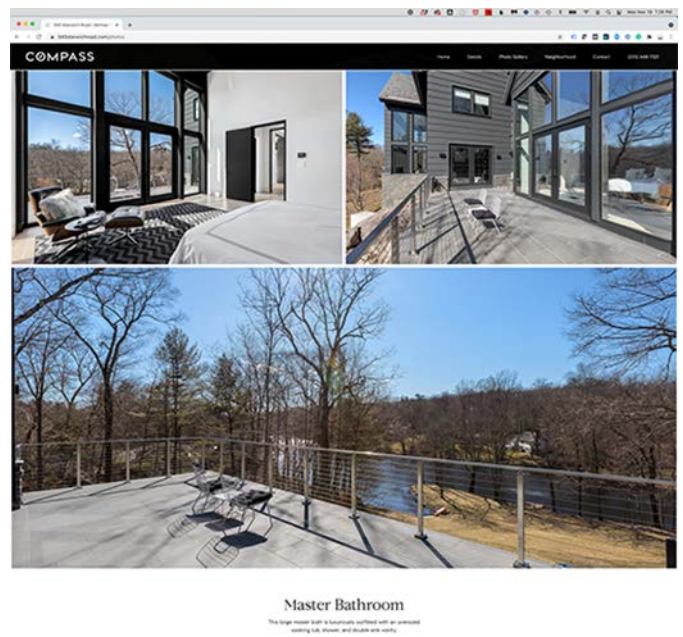 COMPASS
Home
Details
Photo Gallery
Neighborhood
Contact
Master Bathroom
This large master bath is luxuriously outfitted with an oversized
soaking tub, shower, and double sink vanity.